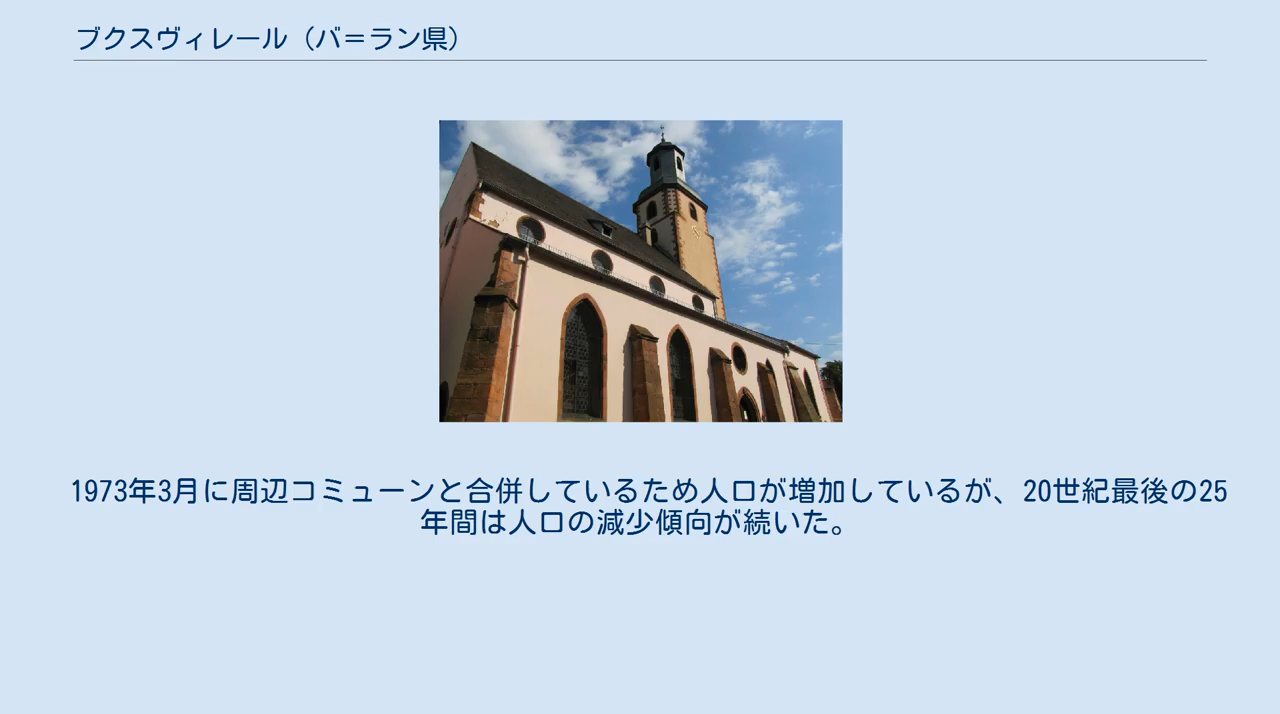 ブクスヴィレール（バ＝ラン県）
1973年3月に周辺コミューンと合併しているため人口が増加しているが、20世紀最後の25
年間は人口の減少傾向が続いた。